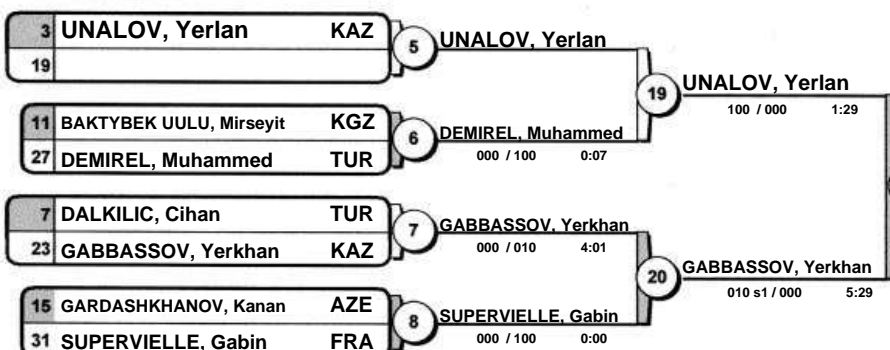 3 UNALOV, Yerlan KAZ
19
5
UNALOV, Yerlan
11 BAKTYBEK UULU, Mirseyit KGZ
27 DEMIREL, Muhammed TUR
6
DEMIREL, Muhammed
000 / 100 0:07
19
UNALOV, Yerlan
100 / 000 1:29
7 DALKILIC, Cihan TUR
23 GABBASSOV, Yerkhan KAZ
7
GABBASSOV, Yerkhan
000 / 010 4:01
15 GARDASHKHANOV, Kanan AZE
31 SUPERVIELLE, Gabin FRA
8
SUPERVIELLE, Gabin
000 / 100 0:00
20
GABBASSOV, Yerkhan
010 s1 / 000 5:29